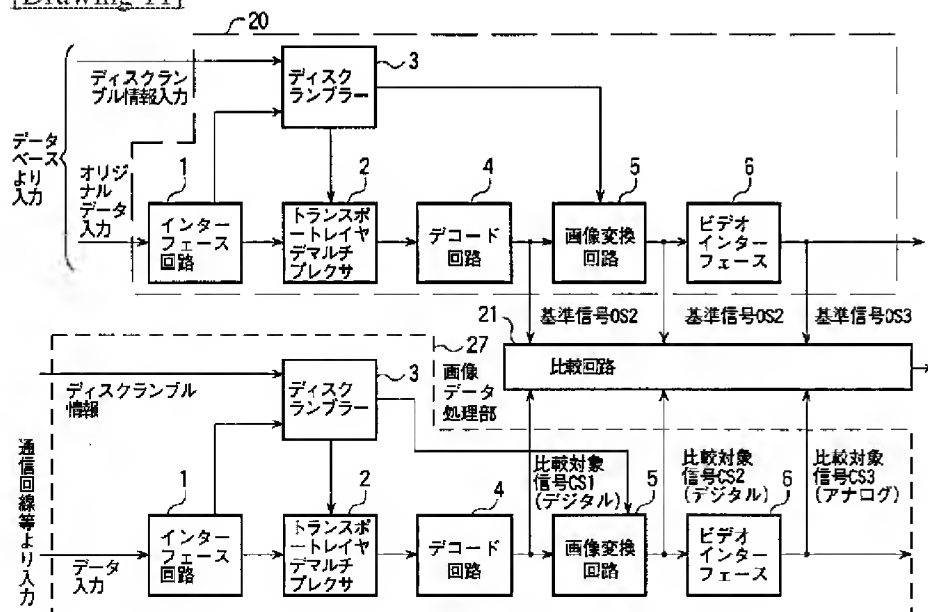 [Drawing 11]
20
ディスクラン
ブル情報入力
ディスク
ランブラー
3
データ
ベース
より
入力
オリジ
ナル
データ
入力
1
インター
フェース
回路
2
トランスポ
ートレイヤ
デマルチ
プレクサ
4
デコード
回路
5
画像変換
回路
6
ビデオ
インター
フェース
基準信号OS2
基準信号OS2
基準信号OS3
21
比較回路
27
画像
データ
処理部
ディスクランブル
情報
ディスク
ランブラー
3
通信回線等より入力
データ
入力
1
インター
フェース
回路
2
トランスポ
ートレイヤ
デマルチ
プレクサ
4
デコード
回路
比較対象
信号CS1
(デジタル)
5
画像変換
回路
比較対象
信号CS2
(デジタル)
6
ビデオ
インター
フェース
比較対象
信号CS3
(アナログ)